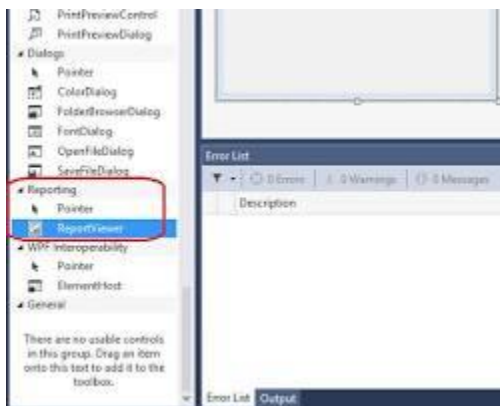 PrintPreviewControl
PrintPreviewDialog
Dialogs
Pointer
ColorDialog
FolderBrowserDialog
FontDialog
OpenFileDialog
SaveFileDialog
Reporting
Pointer
ReportViewer
WPF Interoperability
Pointer
ElementHost
General
There are no usable controls
in this group. Drag an item
onto this text to add it to the
toolbox.
Error List
0 Errors
0 Warnings
0 Messages
Description
Error List
Output